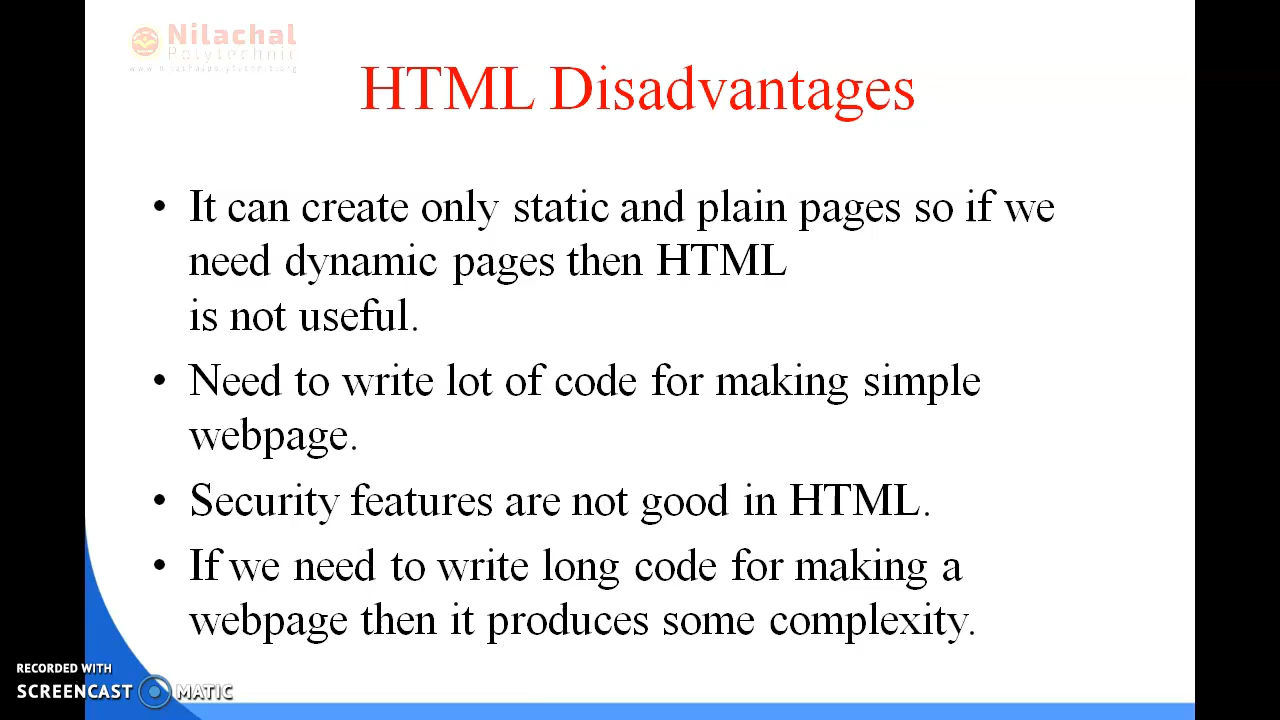 Nilachal
Polytechnic
HTML Disadvantages
• It can create only static and plain pages so if we
need dynamic pages then HTML
is not useful.
• Need to write lot of code for making simple
webpage.
• Security features are not good in HTML.
• If we need to write long code for making a
webpage then it produces some complexity.
RECORDED WITH
SCREENCAST MATIC